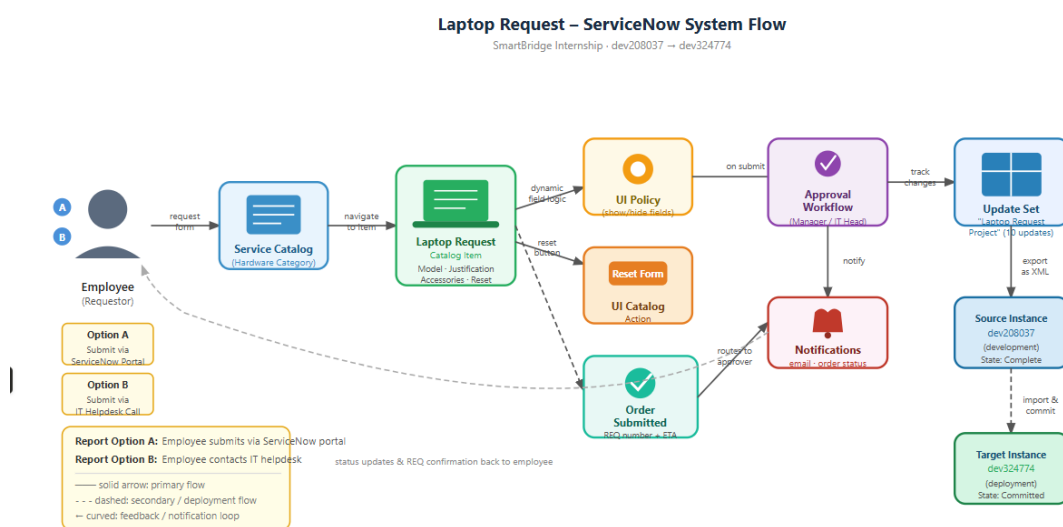 Laptop Request – ServiceNow System Flow
SmartBridge Internship · dev208037 → dev324774
A
B
Employee
(Requestor)
request
form
Service Catalog
(Hardware Category)
navigate
to item
Laptop Request
Catalog Item
Model · Justification
Accessories · Reset
dynamic
field logic
reset
button
UI Policy
(show/hide fields)
Reset Form
UI Catalog
Action
Order
Submitted
REQ number + ETA
on submit
routes to
approver
Approval
Workflow
(Manager / IT Head)
notify
Notifications
email · order status
track
changes
Update Set
"Laptop Request
Project" (10 updates)
export
as XML
Source Instance
dev208037
(development)
State: Complete
import &
commit
Target Instance
dev324774
(deployment)
State: Committed
Option A
Submit via
ServiceNow Portal
Option B
Submit via
IT Helpdesk Call
Report Option A: Employee submits via ServiceNow portal
Report Option B: Employee contacts IT helpdesk
—— solid arrow: primary flow
- - - dashed: secondary / deployment flow
← curved: feedback / notification loop
status updates & REQ confirmation back to employee